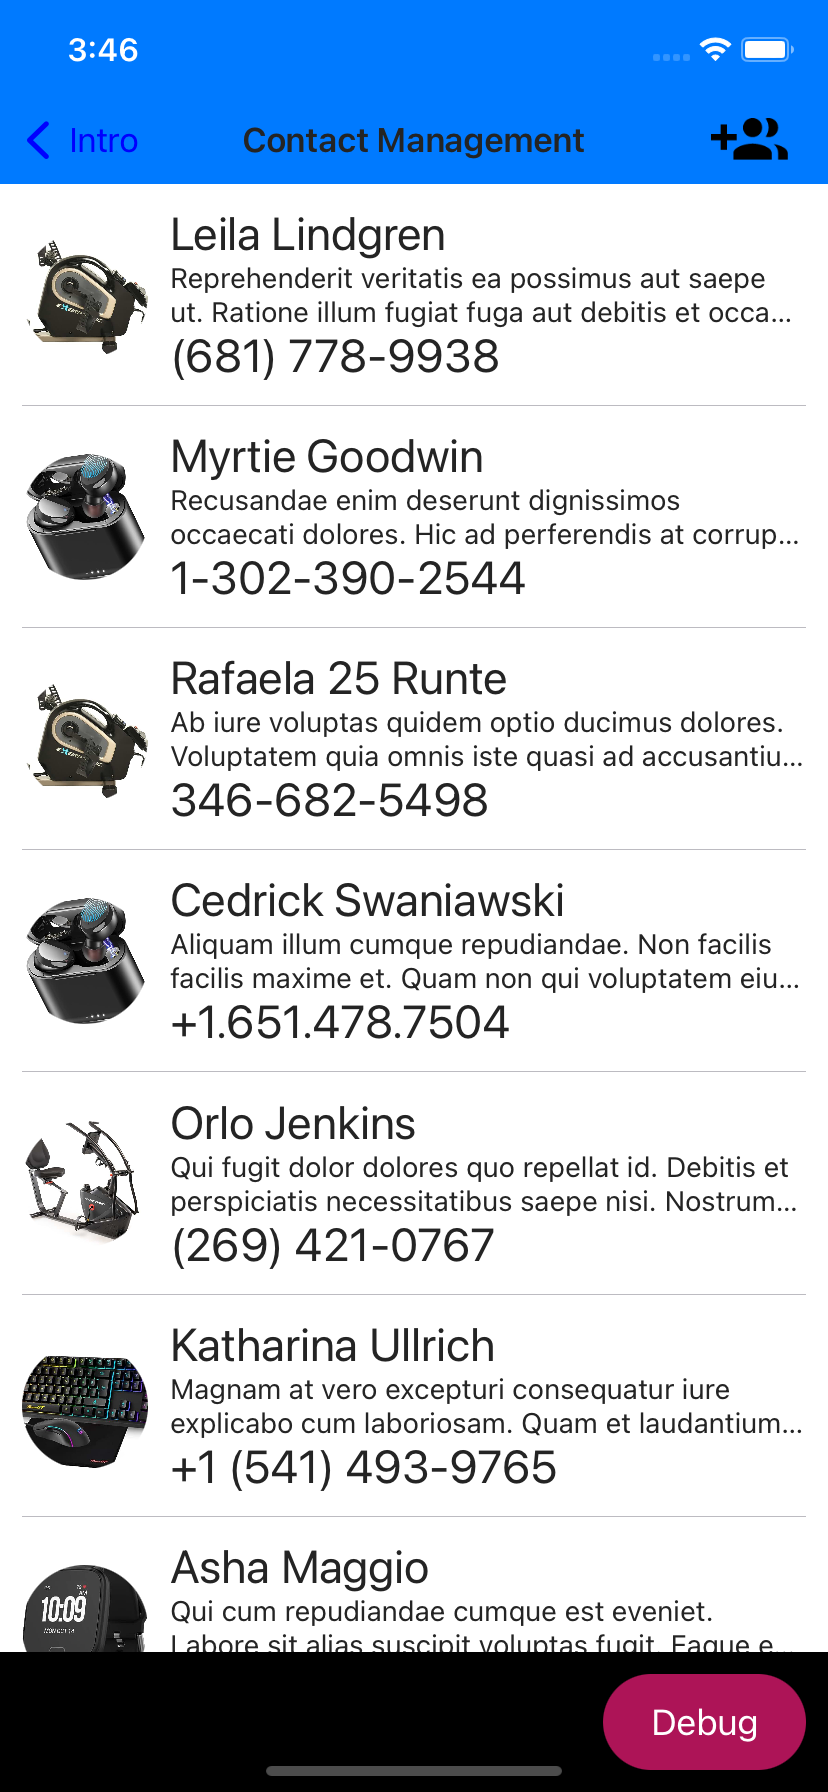 3:46
Intro
Contact Management
Leila Lindgren
Reprehenderit veritatis ea possimus aut saepe
ut. Ratione illum fugiat fuga aut debitis et occa...
(681) 778-9938
Myrtie Goodwin
Recusandae enim deserunt dignissimos
occaecati dolores. Hic ad perferendis at corrup...
1-302-390-2544
Rafaela 25 Runte
Ab iure voluptas quidem optio ducimus dolores.
Voluptatem quia omnis iste quasi ad accusantiu...
346-682-5498
Cedrick Swaniawski
Aliquam illum cumque repudiandae. Non facilis
facilis maxime et. Quam non qui voluptatem eiu...
+1.651.478.7504
Orlo Jenkins
Qui fugit dolor dolores quo repellat id. Debitis et
perspiciatis necessitatibus saepe nisi. Nostrum...
(269) 421-0767
Katharina Ullrich
Magnam at vero excepturi consequatur iure
explicabo cum laboriosam. Quam et laudantium...
+1 (541) 493-9765
Asha Maggio
10:09
Qui cum repudiandae cumque est eveniet.
Labore sit alias suscipit voluptas fugit. Eaque e...
Debug